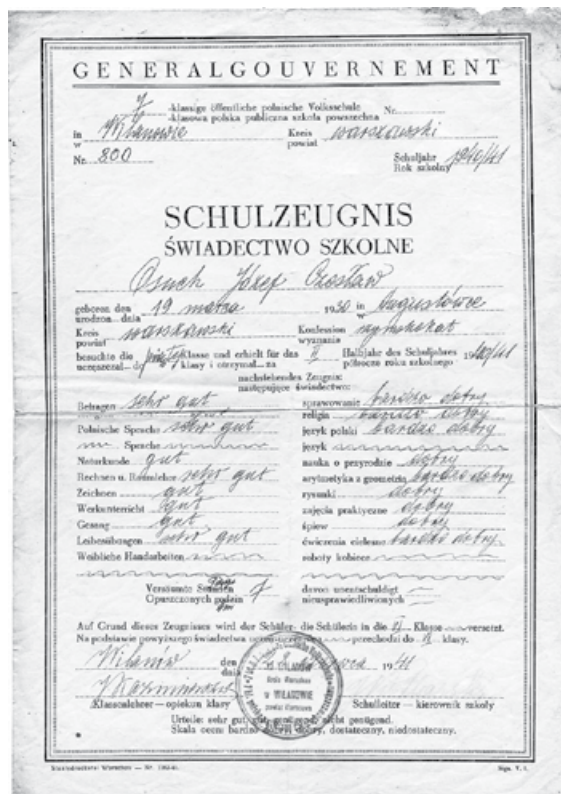 GENERALGOUVERNEMENT
7 -klassige öffentliche polnische Volksschule Nr.
-klasowa polska publiczna szkoła powszechna
in Wilanowie Kreis warszawski
w powiat
Nr. 800 Schuljahr 1940/41
Rok szkolny
SCHULZEUGNIS
ŚWIADECTWO SZKOLNE
Osuch Józef Czesław
geboren den 19 marca 1930 in Augustówce
urodzon dnia w
Kreis warszawski Konfession rzymskokat
powiat wyznanie
besuchte die piątej Klasse und erhielt für das II Halbjahr des Schuljahres 1940/41
uczęszczał do klasy i otrzymał za półrocze roku szkolnego
nachstehendes Zeugnis:
następujące świadectwo:
Betragen sehr gut sprawowanie bardzo dobry
religia bardzo dobry
Polnische Sprache sehr gut język polski bardzo dobry
Sprache język
Naturkunde gut nauka o przyrodzie dobry
Rechnen u. Raumlehre sehr gut arytmetyka z geometrią bardzo dobry
Zeichnen gut rysunki dobry
Werkunterricht gut zajęcia praktyczne dobry
Gesang gut śpiew dobry
Leibesübungen sehr gut ćwiczenia cielesne bardzo dobry
Weibliche Handarbeiten roboty kobiece
Versäumte Stunden 7 davon unentschuldigt
Opuszczonych godzin nieusprawiedliwionych
Auf Grund dieses Zeugnisses wird der Schüler- die Schülerin in die Klasse versetzt.
Na podstawie powyższego świadectwa przechodzi do klasy.
Wilanów den 1941
dnia
Klassenlehrer — opiekun klasy Schulleiter — kierownik szkoły
WILANOWIE
Urteile: sehr gut, gut, genügend, nicht genügend.
Skala ocen: bardzo dobry, dobry, dostateczny, niedostateczny.